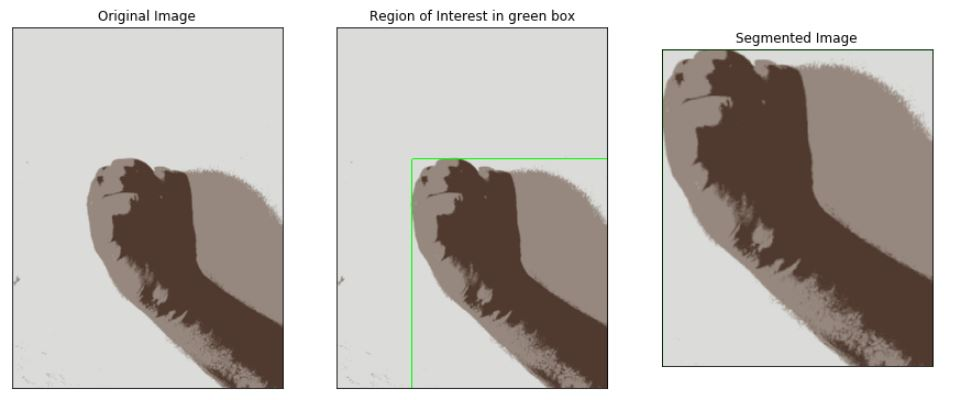 Original Image
Region of Interest in green box
Segmented Image